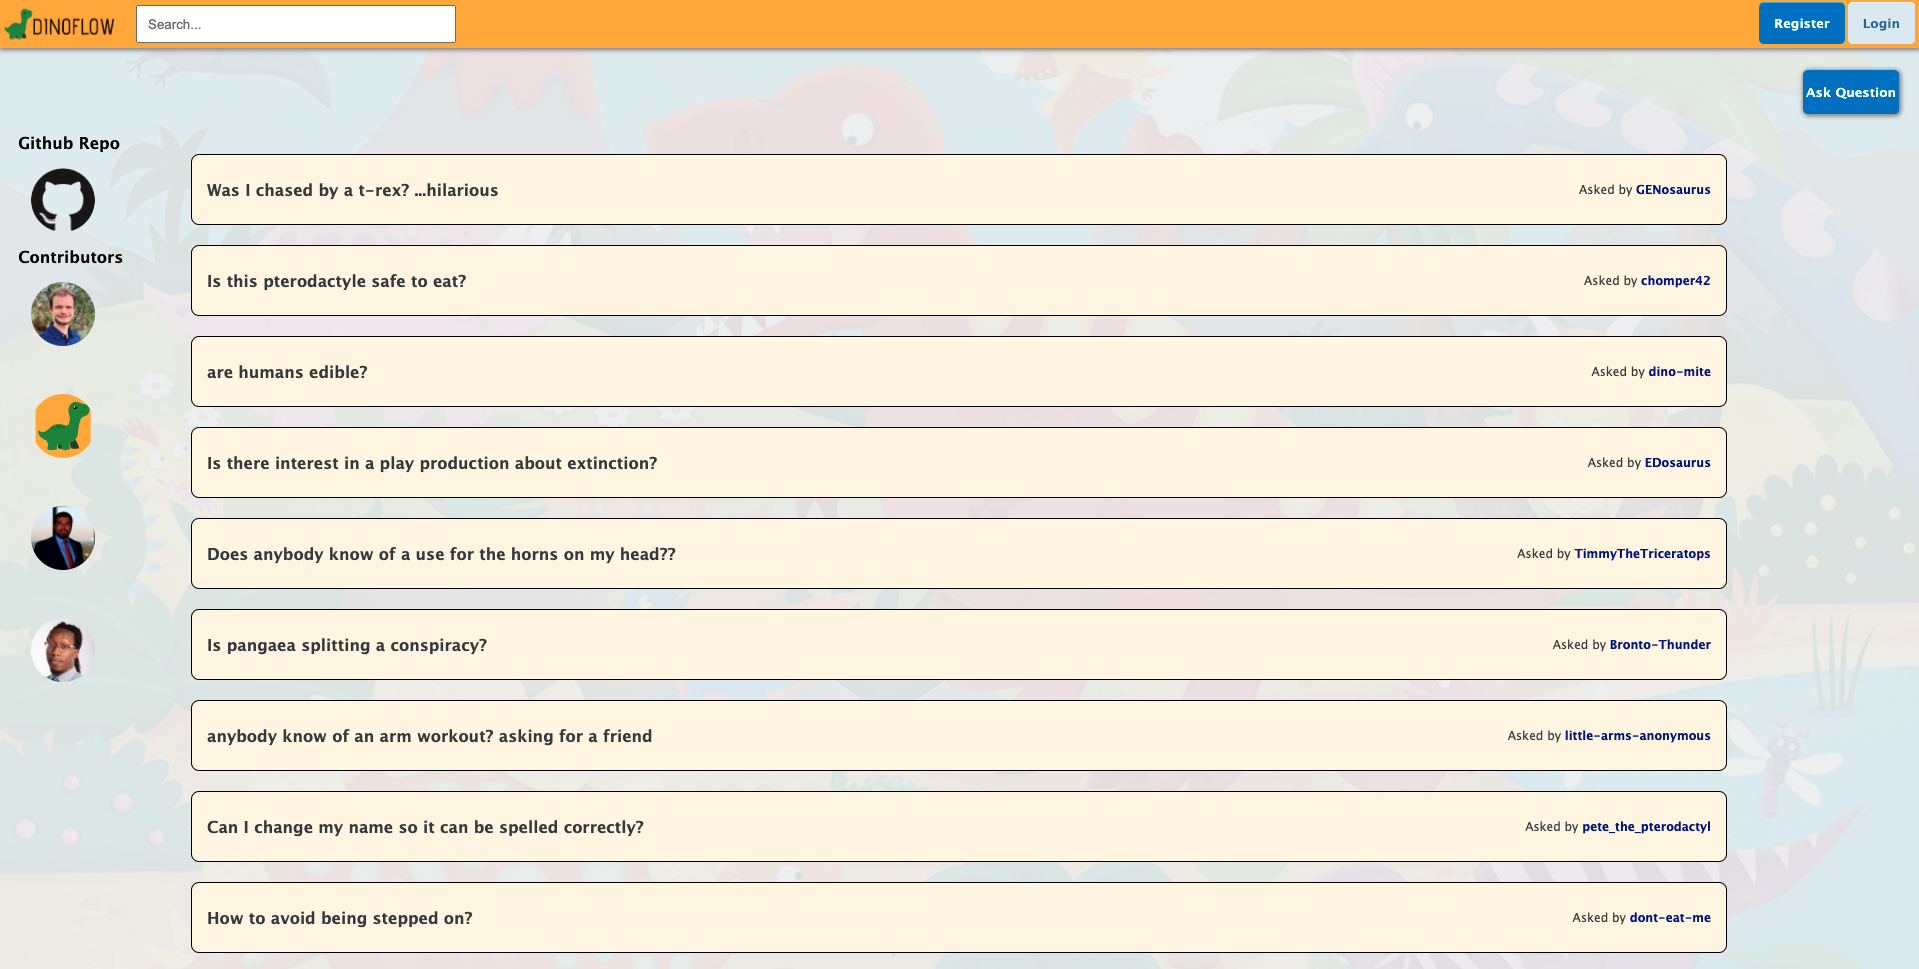 DINOFLOW Search... Register Login
Ask Question
Github Repo
Contributors
Was I chased by a t-rex? ...hilarious Asked by GENosaurus
Is this pterodactyle safe to eat? Asked by chomper42
are humans edible? Asked by dino-mite
Is there interest in a play production about extinction? Asked by EDosaurus
Does anybody know of a use for the horns on my head?? Asked by TimmyTheTriceratops
Is pangaea splitting a conspiracy? Asked by Bronto-Thunder
anybody know of an arm workout? asking for a friend Asked by little-arms-anonymous
Can I change my name so it can be spelled correctly? Asked by pete_the_pterodactyl
How to avoid being stepped on? Asked by dont-eat-me